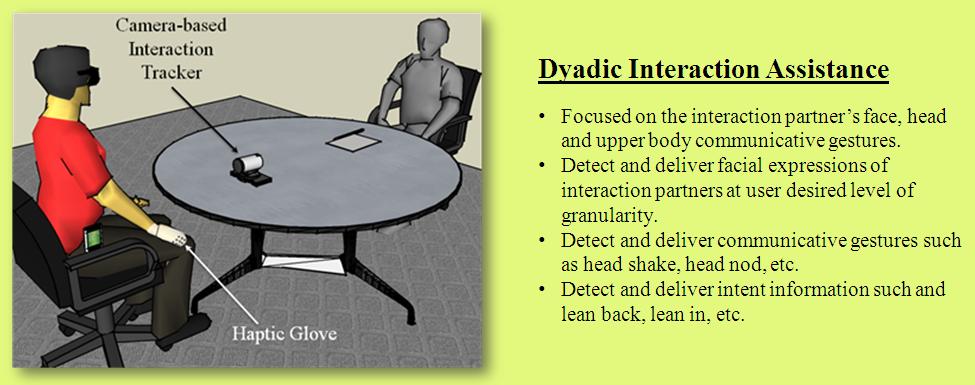 Camera-based
Interaction
Tracker
Haptic Glove
Dyadic Interaction Assistance
• Focused on the interaction partner's face, head
and upper body communicative gestures.
• Detect and deliver facial expressions of
interaction partners at user desired level of
granularity.
• Detect and deliver communicative gestures such
as head shake, head nod, etc.
• Detect and deliver intent information such and
lean back, lean in, etc.